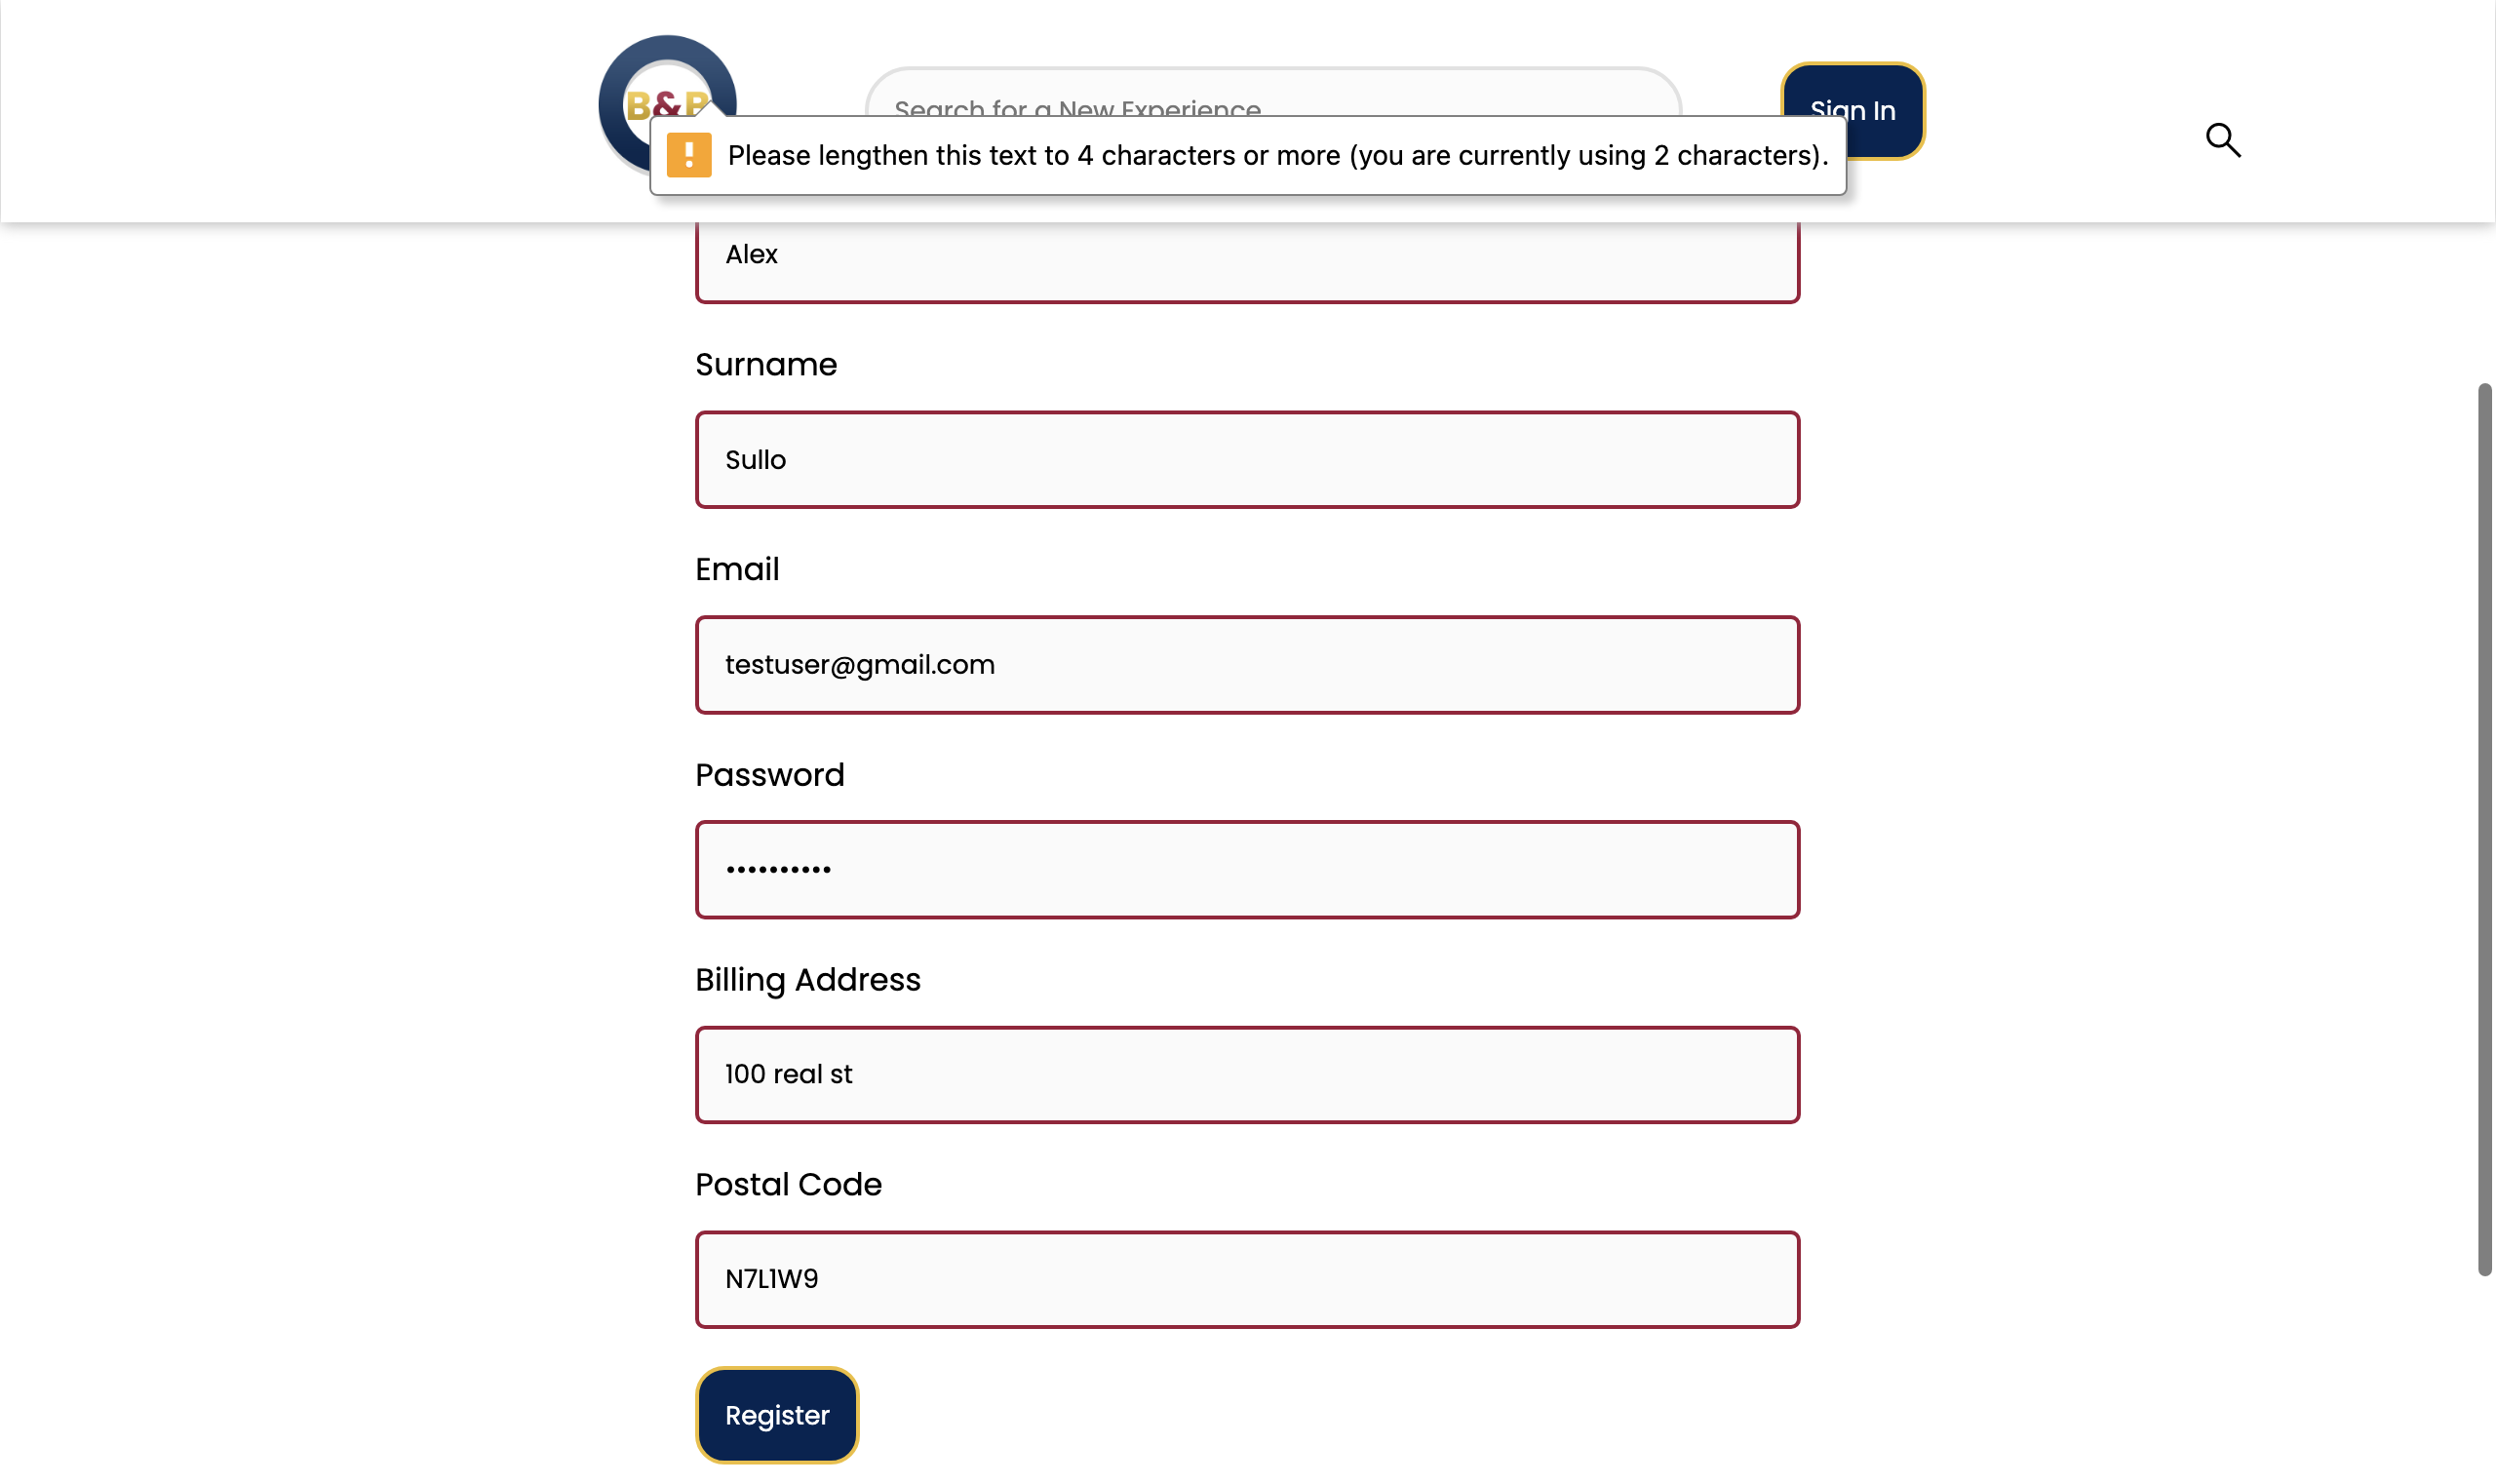 B&B
Search for a New Experience
Sign In
Please lengthen this text to 4 characters or more (you are currently using 2 characters).
Alex
Surname
Sullo
Email
testuser@gmail.com
Password
••••••••••
Billing Address
100 real st
Postal Code
N7L1W9
Register